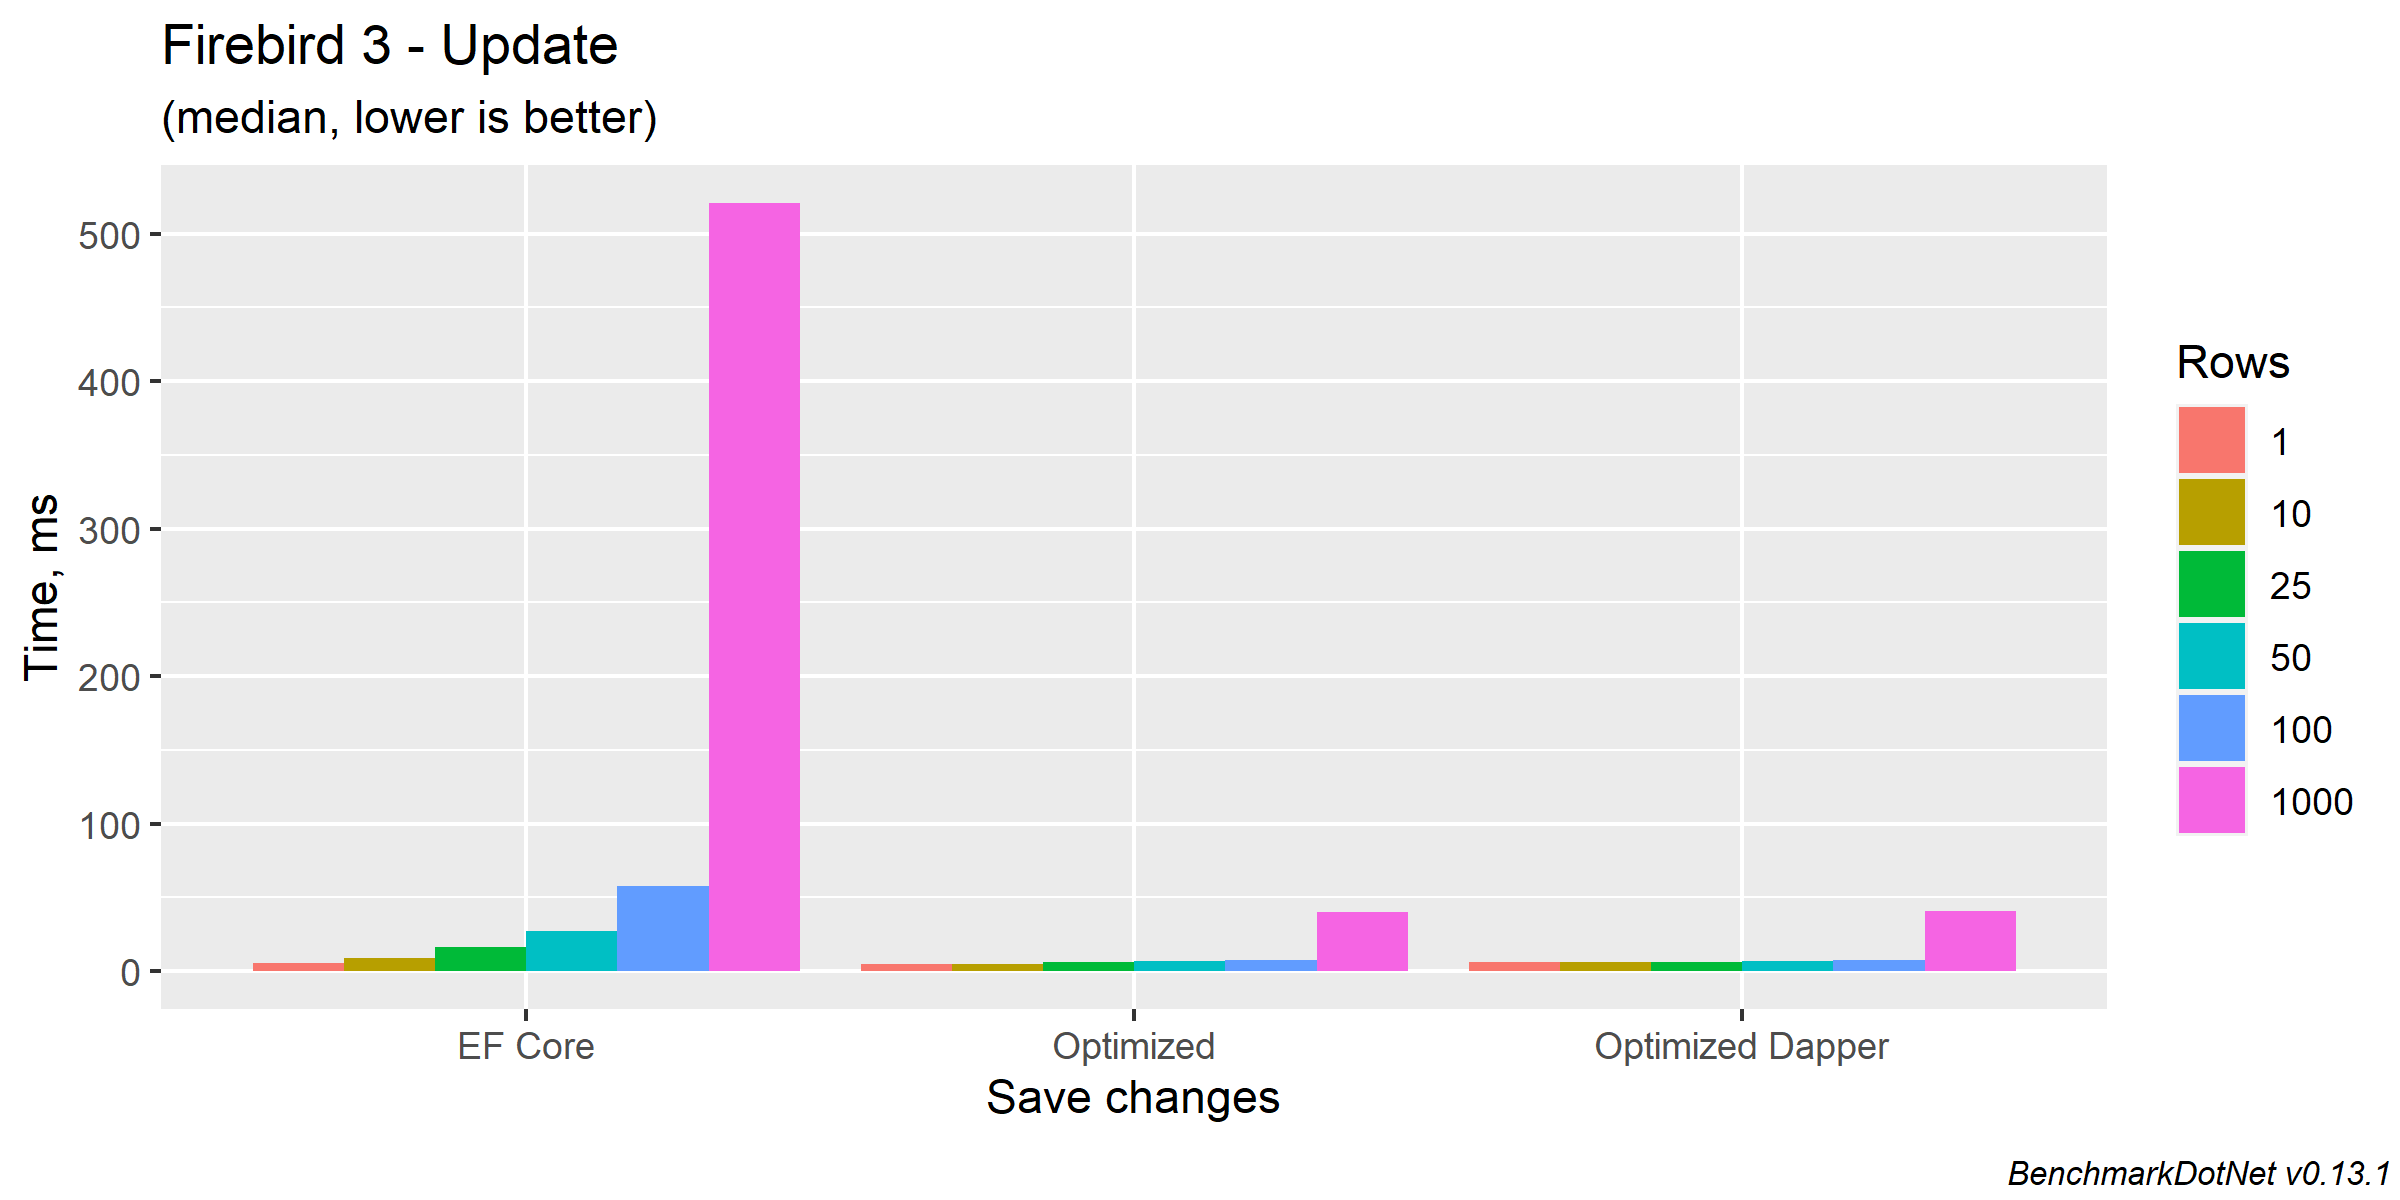 Firebird 3 - Update
(median, lower is better)
Time, ms
500
400
300
200
100
0
EF Core
Optimized
Optimized Dapper
Save changes
Rows
1
10
25
50
100
1000
BenchmarkDotNet v0.13.1